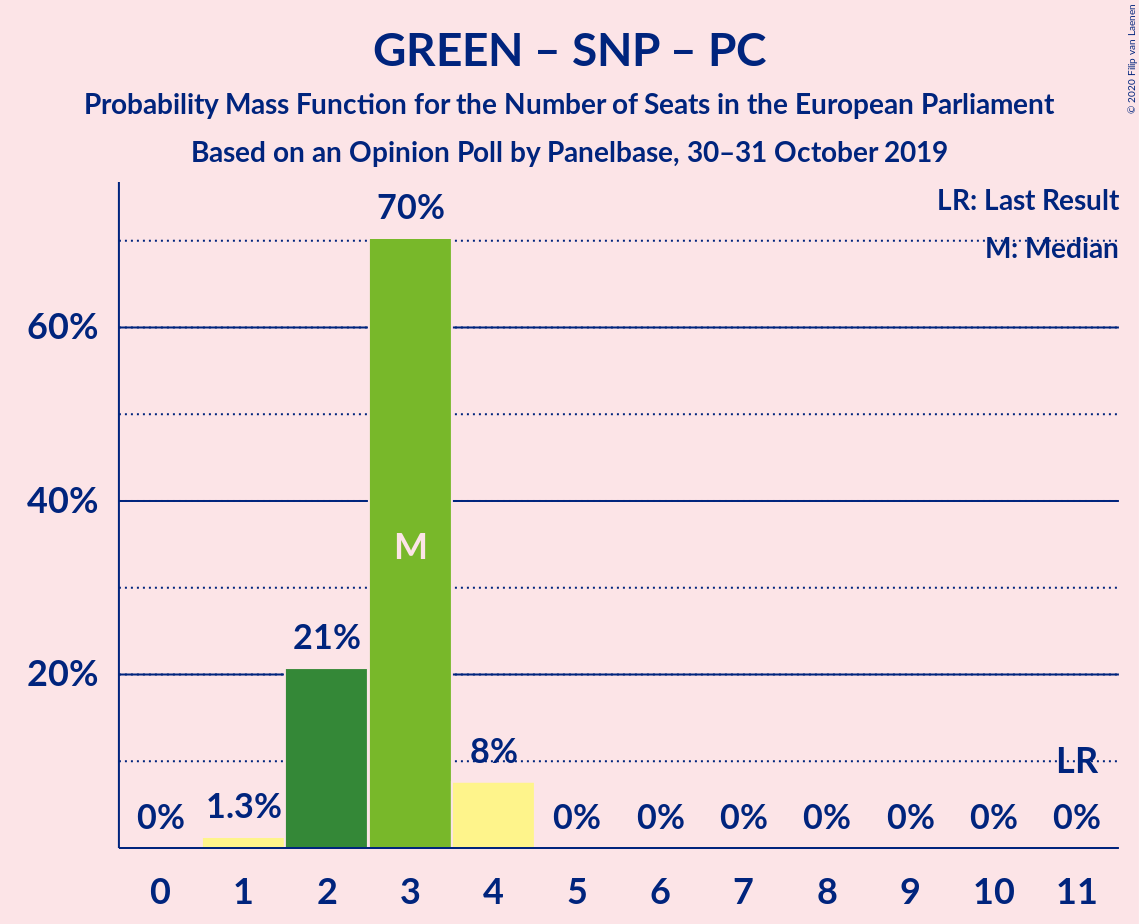 GREEN – SNP – PC
Probability Mass Function for the Number of Seats in the European Parliament
Based on an Opinion Poll by Panelbase, 30–31 October 2019
© 2020 Filip van Laenen
LR: Last Result
M: Median
70%
60%
40%
M
21%
20%
8%
LR
0% 1.3% 0% 0% 0% 0% 0% 0% 0%
0 1 2 3 4 5 6 7 8 9 10 11